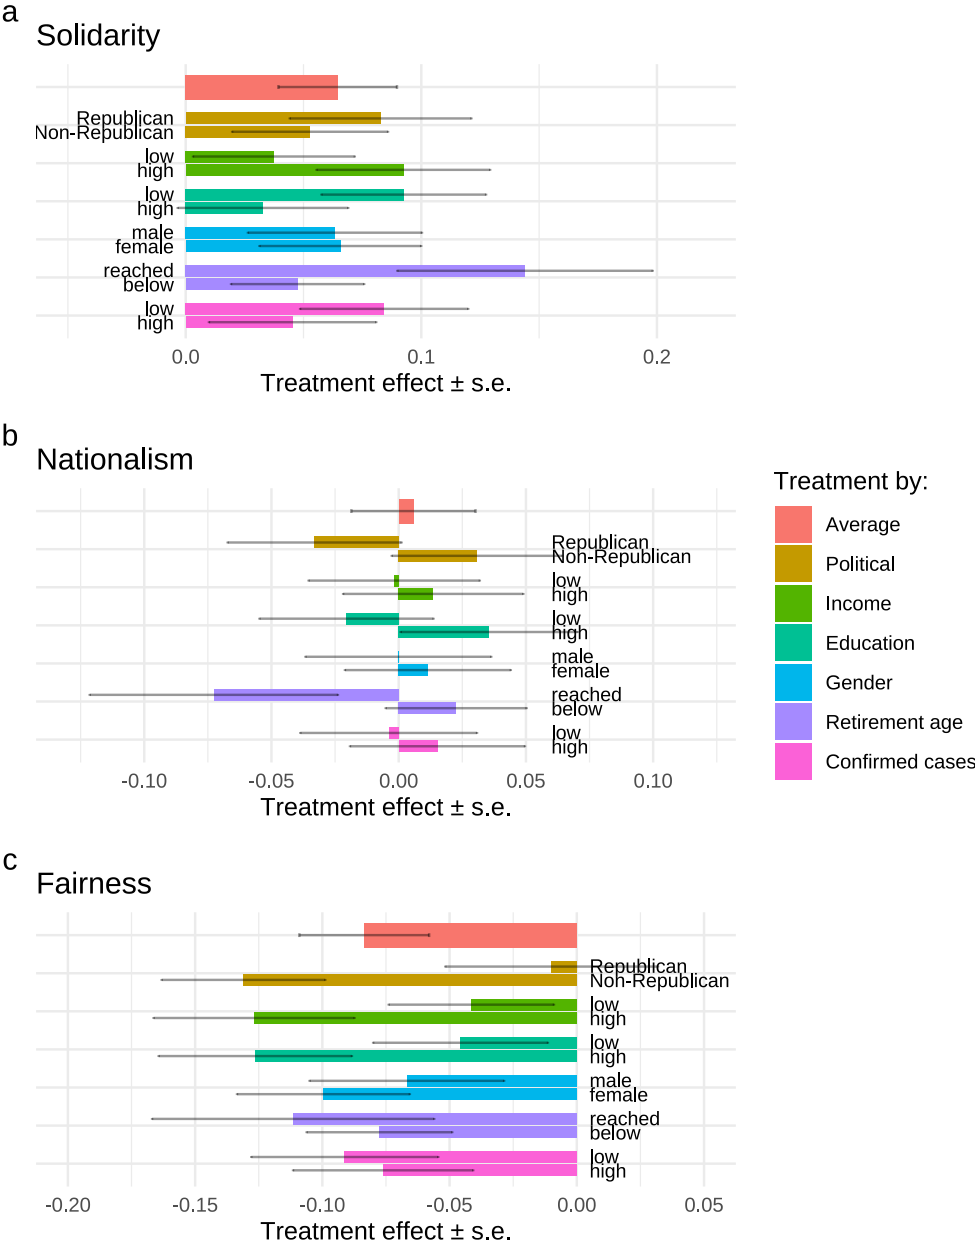 a
Solidarity
Republican
Non-Republican
low
high
low
high
male
female
reached
below
low
high
0.0 0.1 0.2
Treatment effect ± s.e.
b
Nationalism
Republican
Non-Republican
low
high
low
high
male
female
reached
below
low
high
-0.10 -0.05 0.00 0.05 0.10
Treatment effect ± s.e.
Treatment by:
Average
Political
Income
Education
Gender
Retirement age
Confirmed cases
c
Fairness
Republican
Non-Republican
low
high
low
high
male
female
reached
below
low
high
-0.20 -0.15 -0.10 -0.05 0.00 0.05
Treatment effect ± s.e.